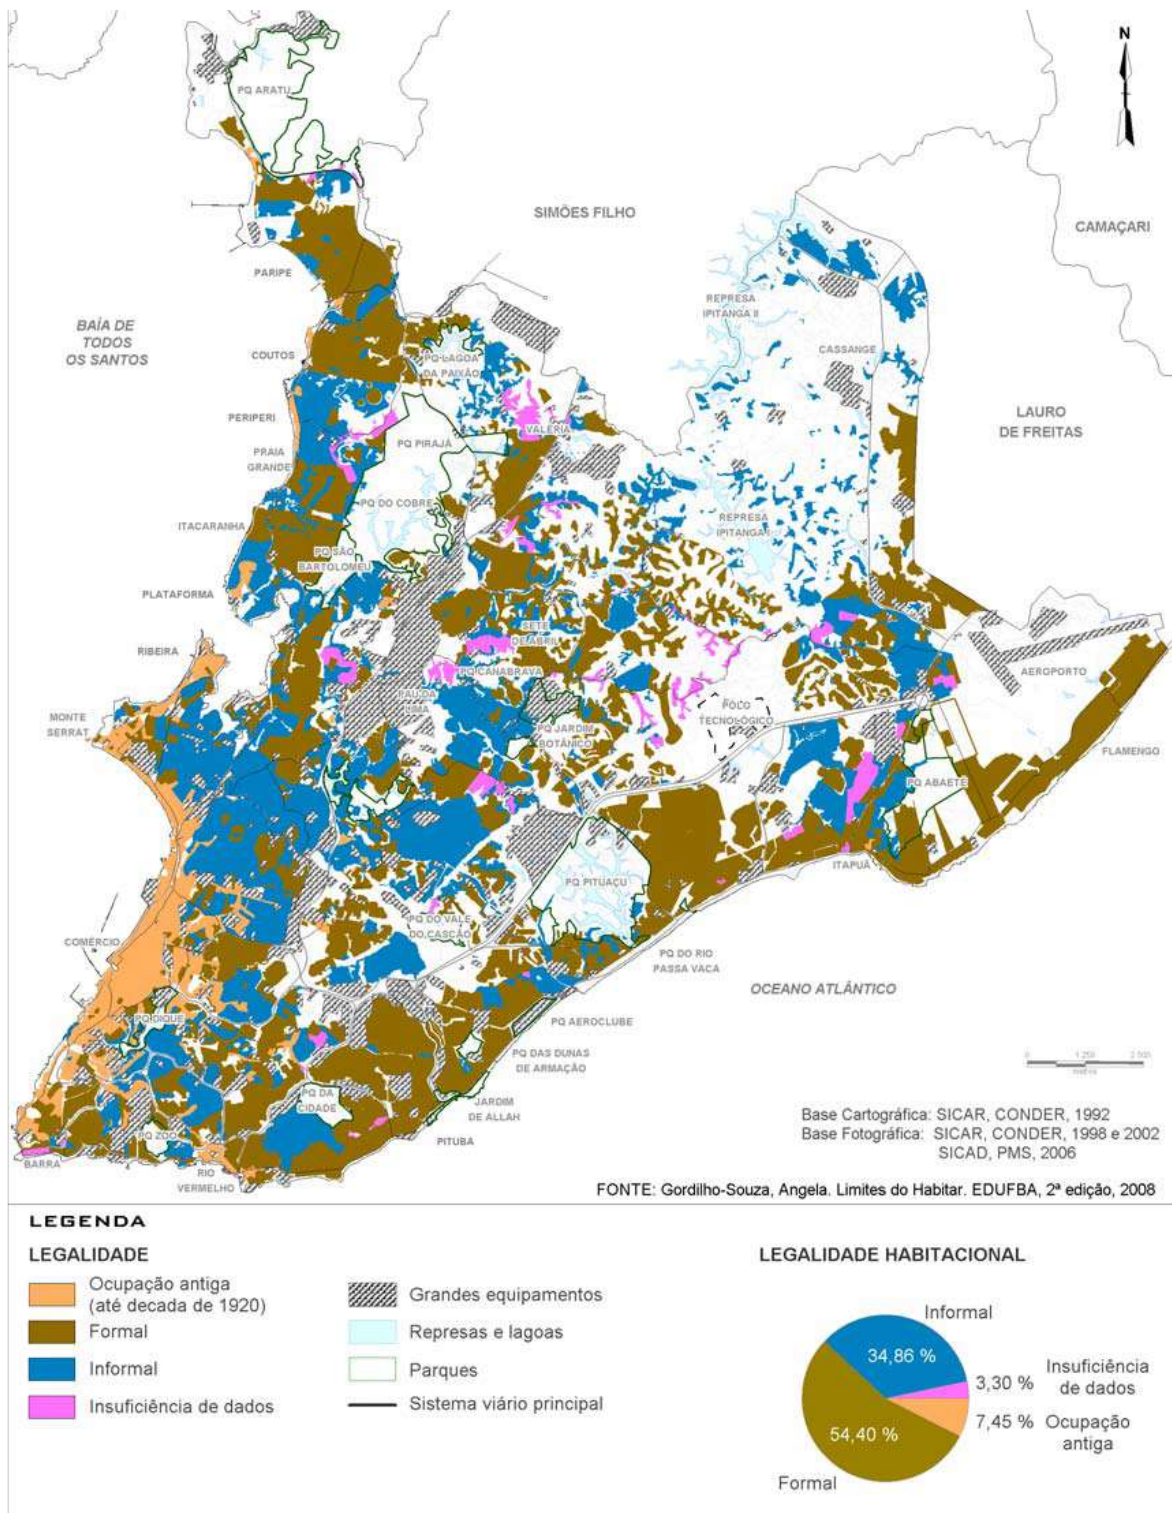 N
PQ ARATU
SIMÕES FILHO
CAMAÇARI
PARIPE
REPRESA
IPITANGA II
BAÍA DE
TODOS
OS SANTOS
COUTOS
PQ LAGOA
DA PAIXÃO
CASSANGE
LAURO
DE FREITAS
PERIPERI
VALÉRIA
PQ PIRAJÁ
PRAIA
GRANDE
PQ DO COBRE
ITACARANHA
REPRESA
IPITANGA I
PQ SÃO
BARTOLOMEU
PLATAFORMA
SETE
DE ABRIL
RIBEIRA
PQ CANABRAVA
AEROPORTO
PAU DA
LIMA
POLO
TECNOLÓGICO
MONTE
SERRAT
PQ JARDIM
BOTÂNICO
FLAMENGO
PQ ABAETÉ
ITAPUÃ
PQ PITUAÇU
PQ DO VALE
DO CASCÃO
COMÉRCIO
PQ DO RIO
PASSA VACA
OCEANO ATLÂNTICO
PQ DIQUE
PQ AEROCLUBE
PQ DAS DUNAS
DE ARMAÇÃO
PQ DA
CIDADE
JARDIM
DE ALLAH
PQ ZOO
PITUBA
BARRA
RIO
VERMELHO
0 1.250 2.500
metros
Base Cartográfica: SICAR, CONDER, 1992
Base Fotográfica: SICAR, CONDER, 1998 e 2002
SICAD, PMS, 2006
FONTE: Gordilho-Souza, Angela. Limites do Habitar. EDUFBA, 2ª edição, 2008
LEGENDA
LEGALIDADE
Ocupação antiga
(até decada de 1920)
Formal
Informal
Insuficiência de dados
Grandes equipamentos
Represas e lagoas
Parques
Sistema viário principal
LEGALIDADE HABITACIONAL
Informal
34,86 %
3,30 %
Insuficiência
de dados
7,45 %
Ocupação
antiga
54,40 %
Formal